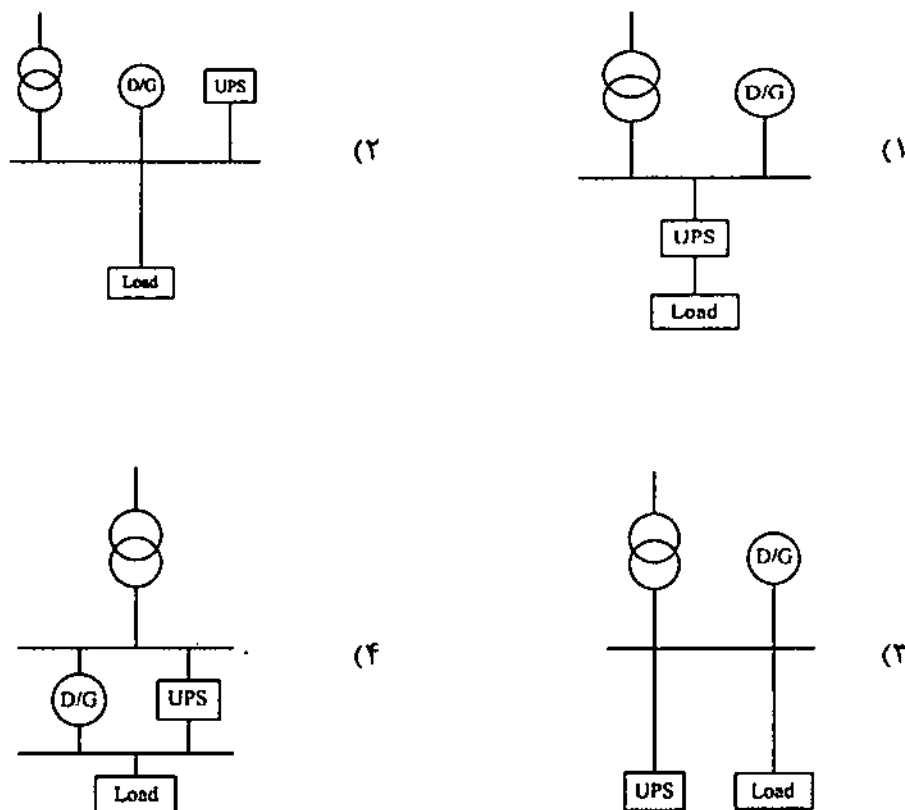 (۱
D/G
UPS
Load
(۲
D/G
UPS
Load
(۳
D/G
UPS
Load
(۴
D/G
UPS
Load